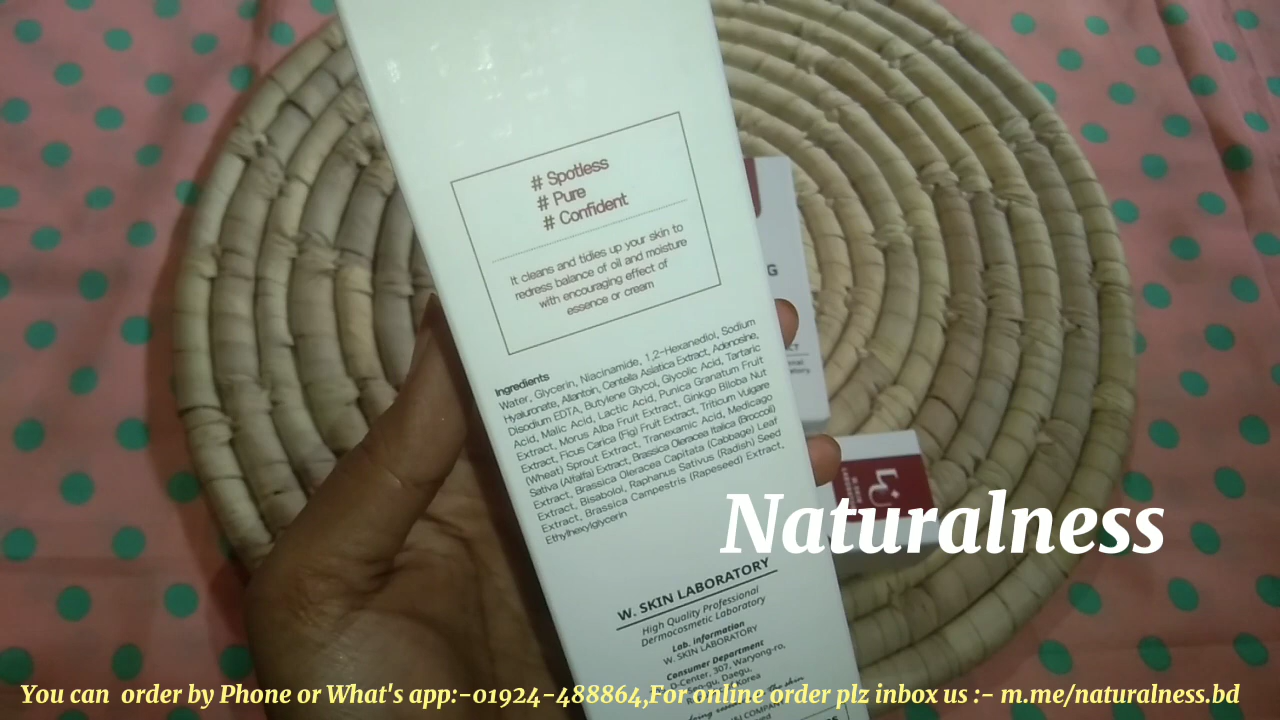 # Spotless
# Pure
# Confident
It cleans and tidies up your skin to
redress balance of oil and moisture
with encouraging effect of
essence or cream
Ingredients
Water, Glycerin, Niacinamide, 1,2-Hexanediol, Sodium
Hyaluronate, Allantoin, Centella Asiatica Extract, Adenosine,
Disodium EDTA, Butylene Glycol, Glycolic Acid, Tartaric
Acid, Malic Acid, Lactic Acid, Punica Granatum Fruit
Extract, Morus Alba Fruit Extract, Ginkgo Biloba Nut
Extract, Ficus Carica (Fig) Fruit Extract, Triticum Vulgare
(Wheat) Sprout Extract, Tranexamic Acid, Medicago
Sativa (Alfalfa) Extract, Brassica Oleracea Italica (Broccoli)
Extract, Brassica Oleracea Capitata (Cabbage) Leaf
Extract, Bisabolol, Raphanus Sativus (Radish) Seed
Extract, Brassica Campestris (Rapeseed) Extract,
Ethylhexylglycerin
W. SKIN LABORATORY
High Quality Professional
Dermocosmetic Laboratory
Lab. information
W. SKIN LABORATORY
Consumer Department
D-Center, 307, Waryong-ro,
Daegu,
Korea
G
W SKIN
Naturalness
You can order by Phone or What's app:-01924-488864,For online order plz inbox us :- m.me/naturalness.bd